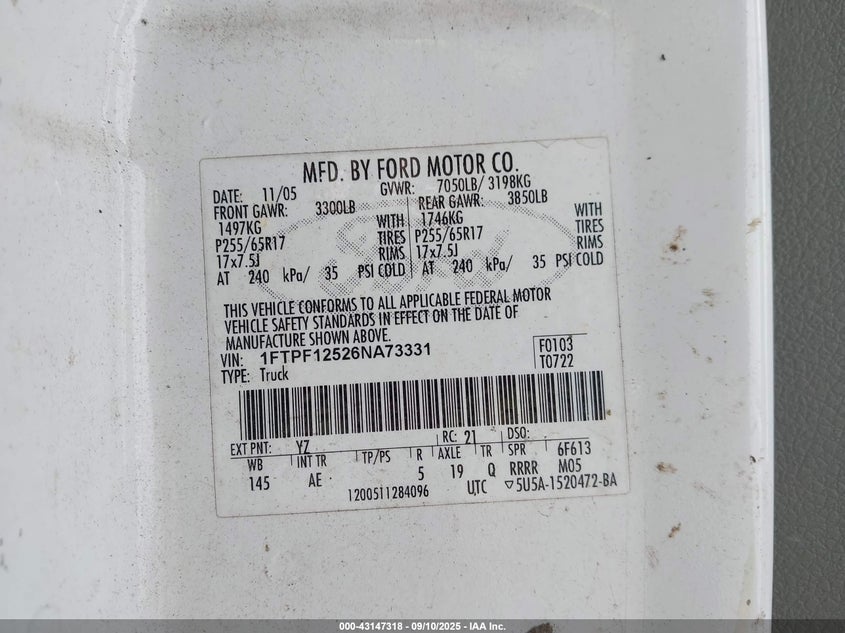 MFD. BY FORD MOTOR CO.
DATE: 11/05 GVWR: 7050LB/ 3198KG
FRONT GAWR: 3300LB REAR GAWR: 3850LB
1497KG WITH 1746KG WITH
P255/65R17 TIRES P255/65R17 TIRES
17x7.5J RIMS 17x7.5J RIMS
AT 240 kPa/ 35 PSI COLD AT 240 kPa/ 35 PSI COLD
Ford
THIS VEHICLE CONFORMS TO ALL APPLICABLE FEDERAL MOTOR
VEHICLE SAFETY STANDARDS IN EFFECT ON THE DATE OF
MANUFACTURE SHOWN ABOVE.
VIN: 1FTPF12526NA73331 F0103
TYPE: Truck T0722
EXT PNT: YZ RC: 21 DSO:
WB INT TR TP/PS R AXLE TR SPR 6F613
145 AE 5 19 Q RRRR M05
1200511284096 UTC ▽5U5A-1520472-BA
000-43147318 - 09/10/2025 - IAA Inc.